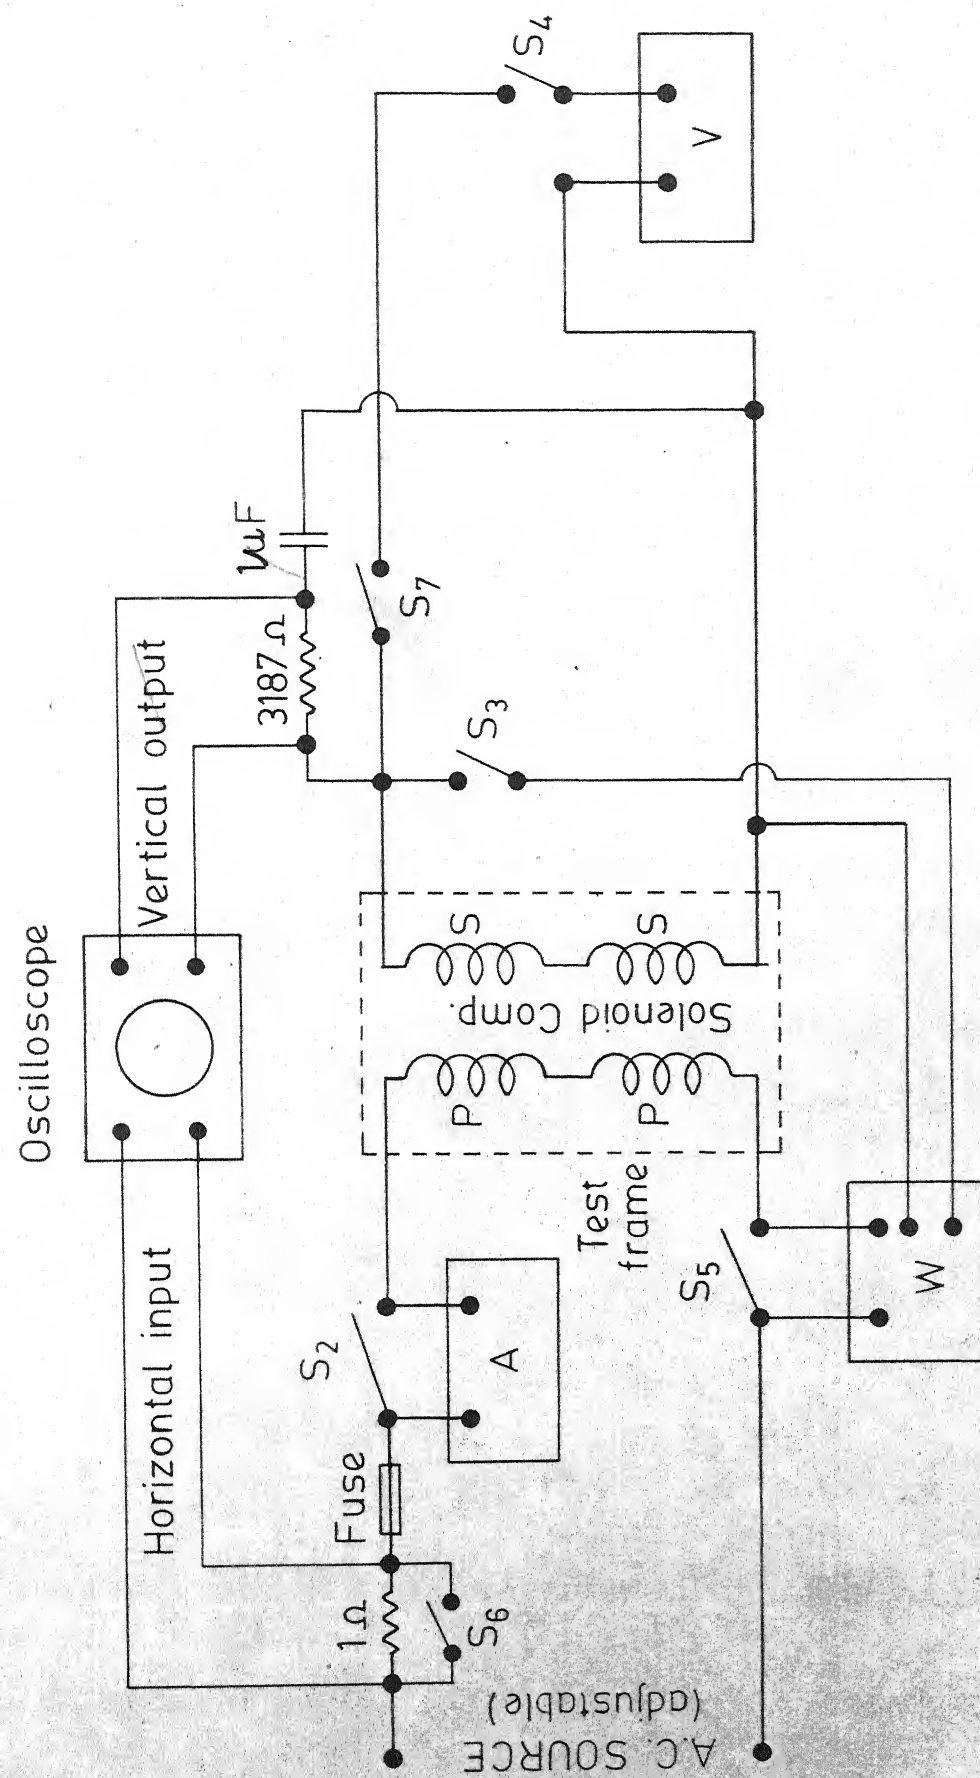 Oscilloscope
Horizontal input
Vertical output
1Ω
S6
Fuse
S2
A
A.C. SOURCE
(adjustable)
Test
frame
P
P
Solenoid Comp.
S
S
S5
W
3187 Ω
1uF
S3
S7
S4
V